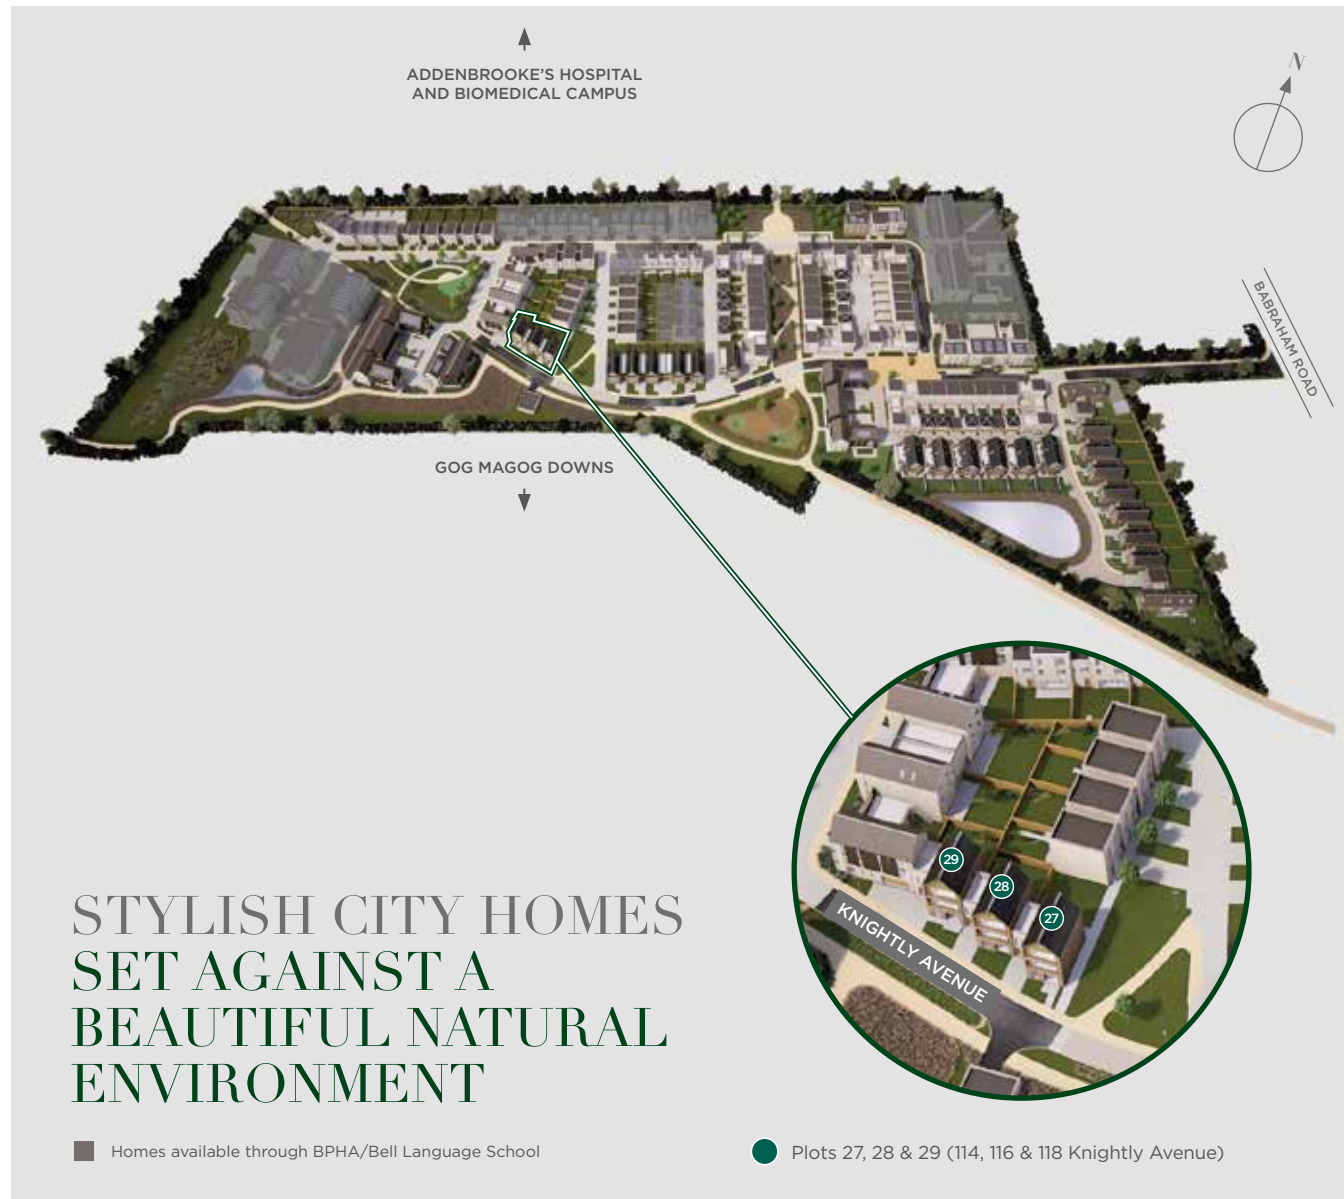 ADDENBROOKE’S HOSPITAL
AND BIOMEDICAL CAMPUS
N
BABRAHAM ROAD
GOG MAGOG DOWNS
29
28
27
KNIGHTLY AVENUE
STYLISH CITY HOMES
SET AGAINST A
BEAUTIFUL NATURAL
ENVIRONMENT
Homes available through BPHA/Bell Language School
Plots 27, 28 & 29 (114, 116 & 118 Knightly Avenue)